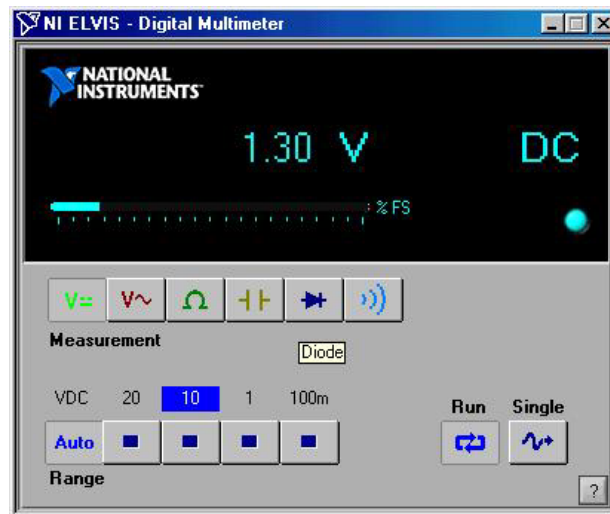 NI ELVIS - Digital Multimeter
NATIONAL
INSTRUMENTS™
1.30 V DC
% FS
V= V~ Ω
Measurement
Diode
VDC 20 10 1 100m
Auto
Range
Run Single
?